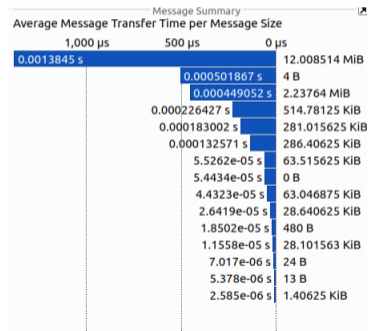 Message Summary
Average Message Transfer Time per Message Size
1,000 µs 500 µs 0 µs
0.0013845 s 12.008514 MiB
0.000501867 s 4 B
0.000449052 s 2.23764 MiB
0.000226427 s 514.78125 KiB
0.000183002 s 281.015625 KiB
0.000132571 s 286.40625 KiB
5.5262e-05 s 63.515625 KiB
5.5434e-05 s 0 B
4.4323e-05 s 63.046875 KiB
2.6419e-05 s 28.640625 KiB
1.8502e-05 s 480 B
1.1558e-05 s 28.101563 KiB
7.017e-06 s 24 B
5.378e-06 s 13 B
2.585e-06 s 1.40625 KiB